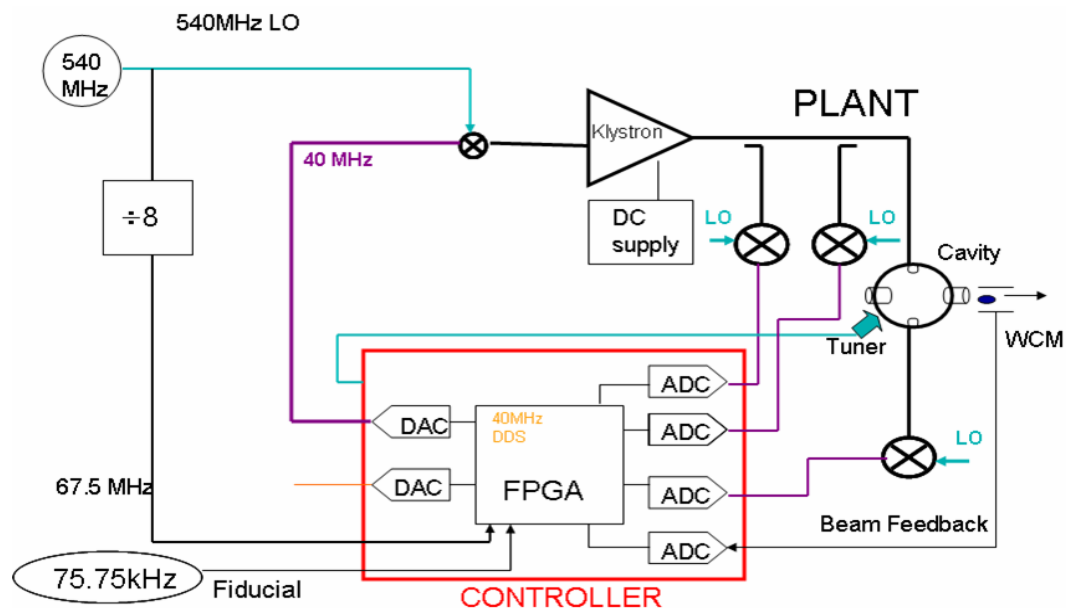 540MHz LO
540
MHz
PLANT
Klystron
40 MHz
÷8
DC
supply
LO
LO
Cavity
WCM
Tuner
ADC
DAC
40MHz
DDS
ADC
LO
67.5 MHz
DAC
FPGA
ADC
Beam Feedback
ADC
75.75kHz
Fiducial
CONTROLLER